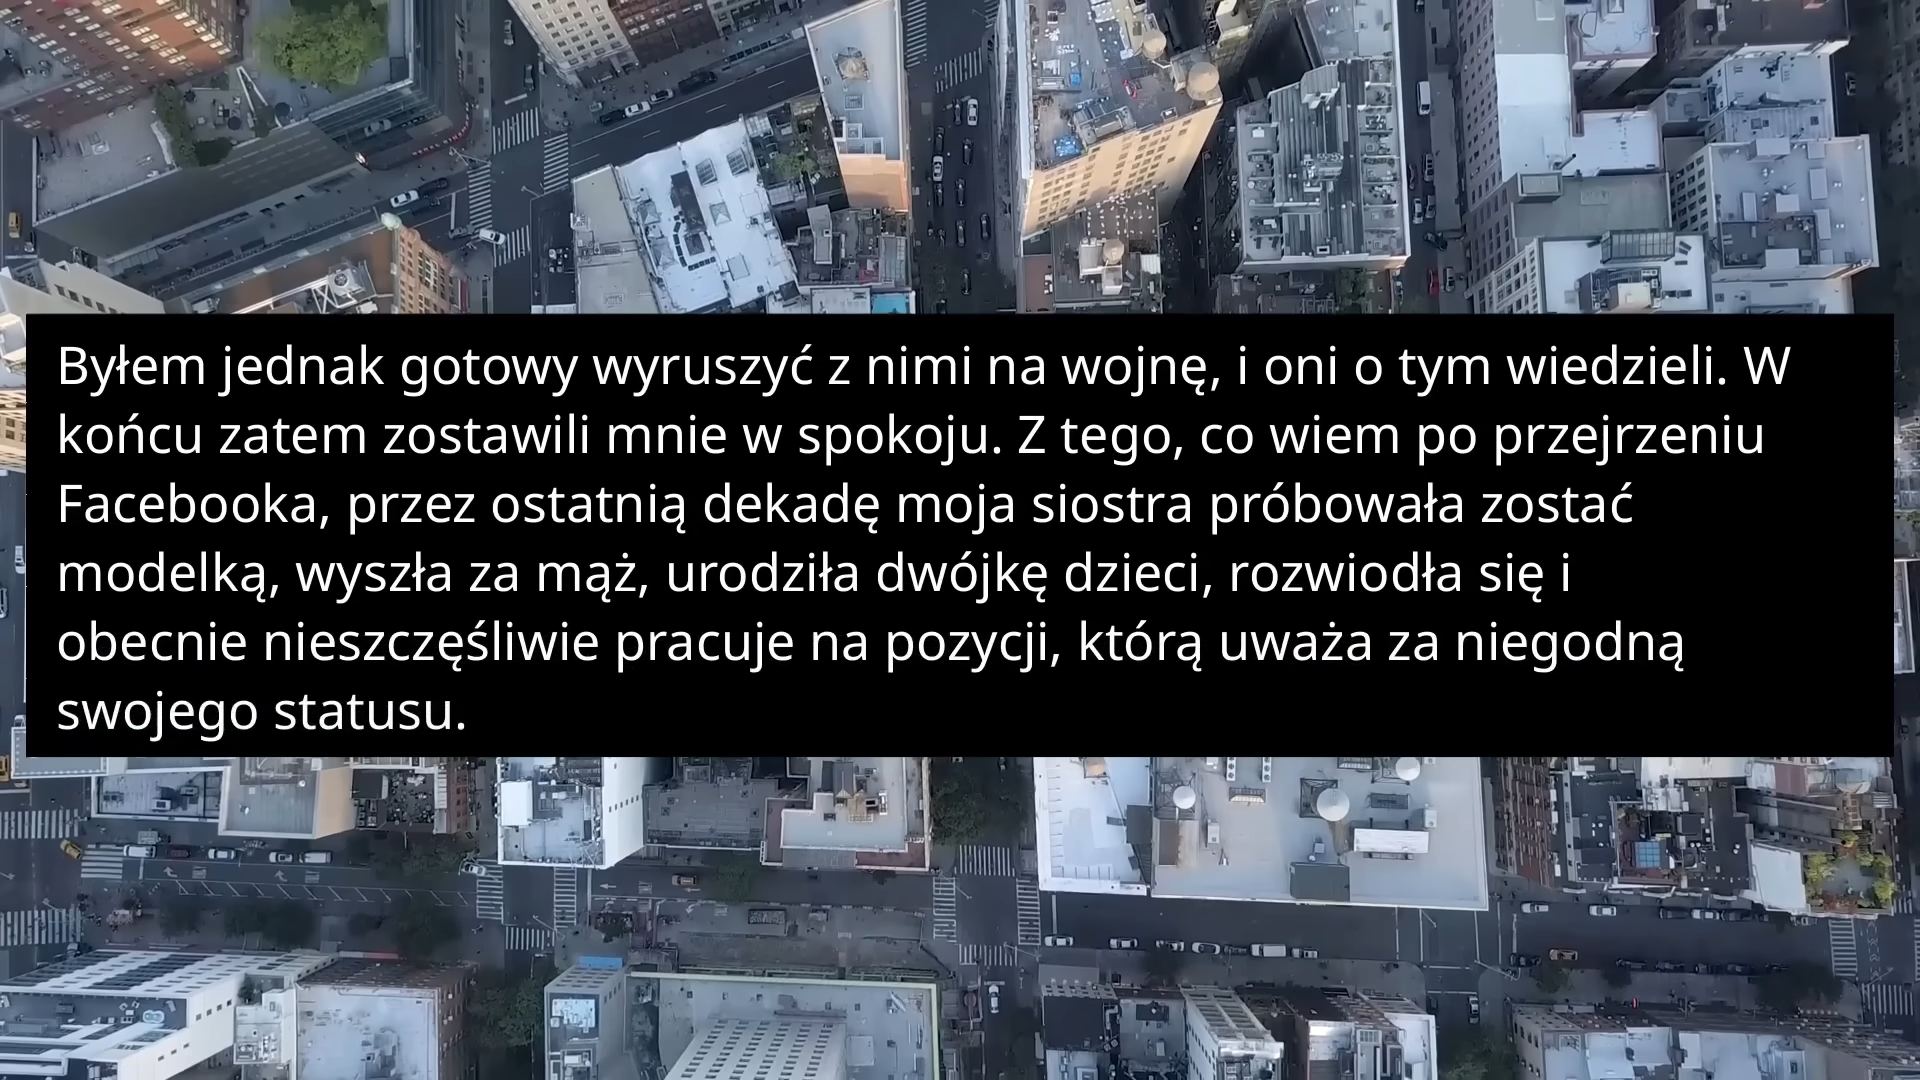 Byłem jednak gotowy wyruszyć z nimi na wojnę, i oni o tym wiedzieli. W
końcu zatem zostawili mnie w spokoju. Z tego, co wiem po przejrzeniu
Facebooka, przez ostatnią dekadę moja siostra próbowała zostać
modelką, wyszła za mąż, urodziła dwójkę dzieci, rozwiodła się i
obecnie nieszczęśliwie pracuje na pozycji, którą uważa za niegodną
swojego statusu.